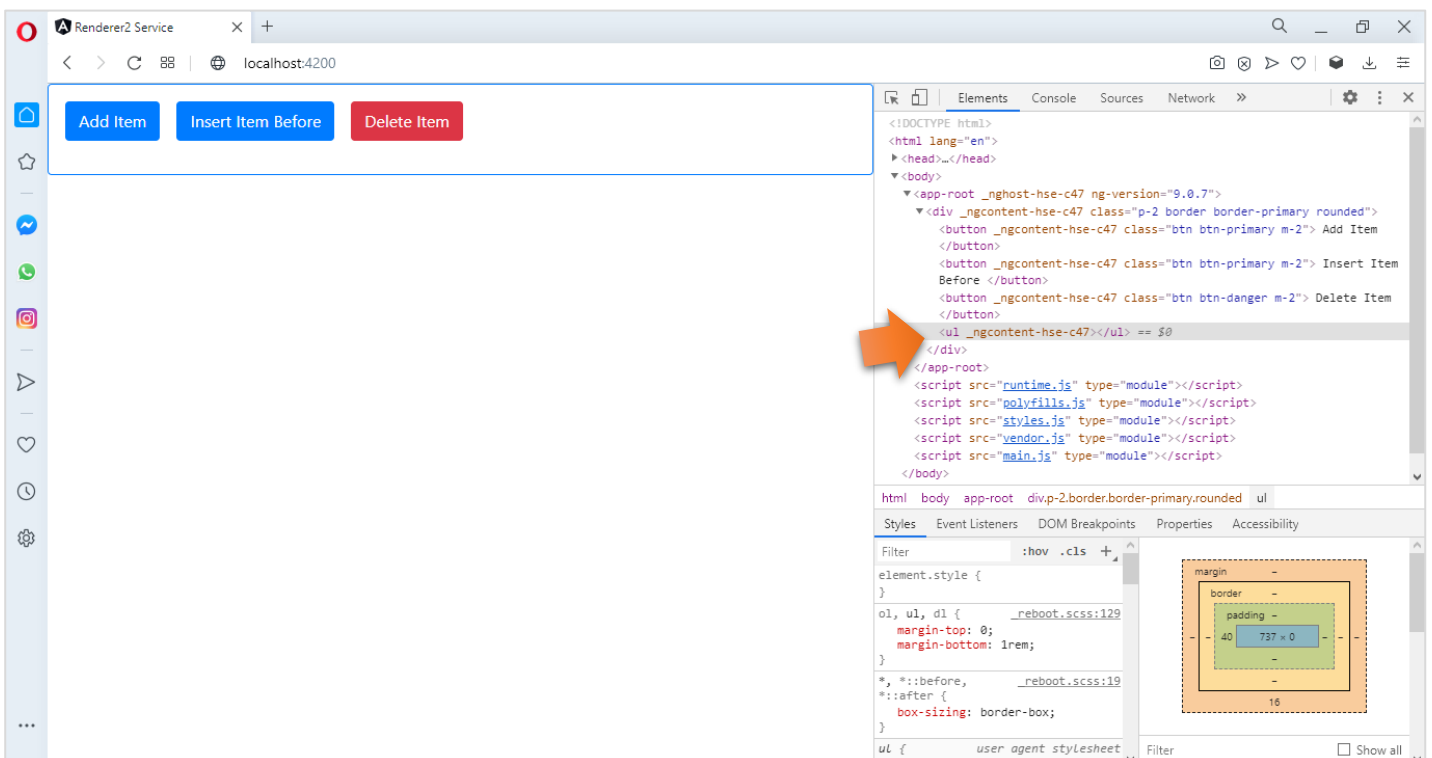 Renderer2 Service
localhost:4200
Add Item
Insert Item Before
Delete Item
Elements Console Sources Network »
<!DOCTYPE html>
<html lang="en">
<head>…</head>
<body>
<app-root _nghost-hse-c47 ng-version="9.0.7">
<div _ngcontent-hse-c47 class="p-2 border border-primary rounded">
<button _ngcontent-hse-c47 class="btn btn-primary m-2"> Add Item
</button>
<button _ngcontent-hse-c47 class="btn btn-primary m-2"> Insert Item
Before </button>
<button _ngcontent-hse-c47 class="btn btn-danger m-2"> Delete Item
</button>
<ul _ngcontent-hse-c47></ul> == $0
</div>
</app-root>
<script src="runtime.js" type="module"></script>
<script src="polyfills.js" type="module"></script>
<script src="styles.js" type="module"></script>
<script src="vendor.js" type="module"></script>
<script src="main.js" type="module"></script>
</body>
html body app-root div.p-2.border.border-primary.rounded ul
Styles Event Listeners DOM Breakpoints Properties Accessibility
Filter :hov .cls +
element.style {
}
ol, ul, dl { _reboot.scss:129
margin-top: 0;
margin-bottom: 1rem;
}
*, *::before, _reboot.scss:19
*::after {
box-sizing: border-box;
}
ul { user agent stylesheet
margin -
border -
padding -
- - 40 737 × 0 - - -
-
-
16
Filter Show all